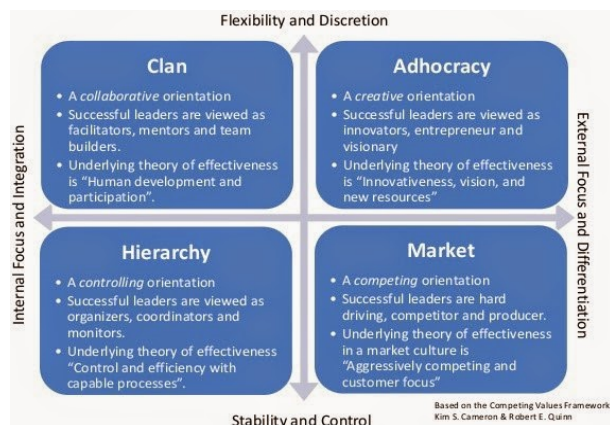 Flexibility and Discretion
Clan
• A collaborative orientation
• Successful leaders are viewed as
facilitators, mentors and team
builders.
• Underlying theory of effectiveness
is “Human development and
participation”.
Adhocracy
• A creative orientation
• Successful leaders are viewed as
innovators, entrepreneur and
visionary
• Underlying theory of effectiveness
is “Innovativeness, vision, and
new resources”
Internal Focus and Integration
External Focus and Differentiation
Hierarchy
• A controlling orientation
• Successful leaders are viewed as
organizers, coordinators and
monitors.
• Underlying theory of effectiveness
“Control and efficiency with
capable processes”.
Market
• A competing orientation
• Successful leaders are hard
driving, competitor and producer.
• Underlying theory of effectiveness
in a market culture is
“Aggressively competing and
customer focus”
Stability and Control
Based on the Competing Values Framework
Kim S. Cameron & Robert E. Quinn